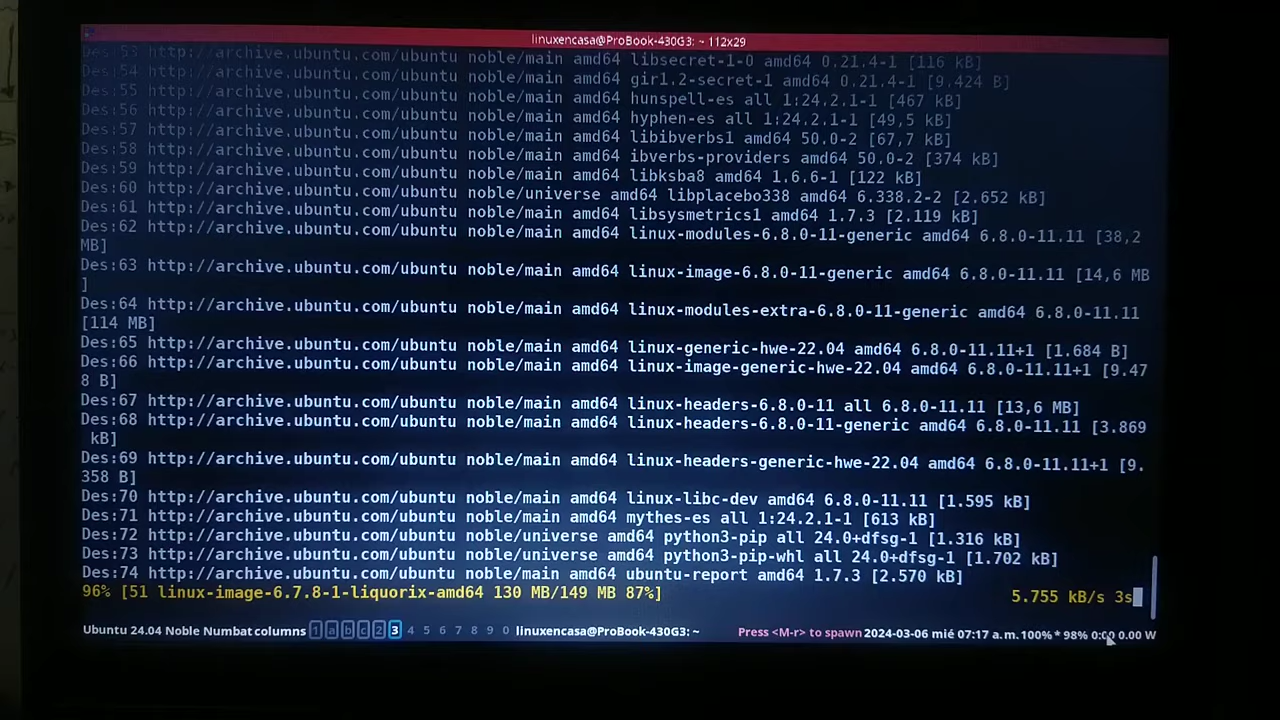 linuxencasa@ProBook-430G3: ~ 112x29
Des:53 http://archive.ubuntu.com/ubuntu noble/main amd64 libsecret-1-0 amd64 0.21.4-1 [116 kB]
Des:54 http://archive.ubuntu.com/ubuntu noble/main amd64 gir1.2-secret-1 amd64 0.21.4-1 [9.424 B]
Des:55 http://archive.ubuntu.com/ubuntu noble/main amd64 hunspell-es all 1:24.2.1-1 [467 kB]
Des:56 http://archive.ubuntu.com/ubuntu noble/main amd64 hyphen-es all 1:24.2.1-1 [49,5 kB]
Des:57 http://archive.ubuntu.com/ubuntu noble/main amd64 libibverbs1 amd64 50.0-2 [67,7 kB]
Des:58 http://archive.ubuntu.com/ubuntu noble/main amd64 ibverbs-providers amd64 50.0-2 [374 kB]
Des:59 http://archive.ubuntu.com/ubuntu noble/main amd64 libksba8 amd64 1.6.6-1 [122 kB]
Des:60 http://archive.ubuntu.com/ubuntu noble/universe amd64 libplacebo338 amd64 6.338.2-2 [2.652 kB]
Des:61 http://archive.ubuntu.com/ubuntu noble/main amd64 libsysmetrics1 amd64 1.7.3 [2.119 kB]
Des:62 http://archive.ubuntu.com/ubuntu noble/main amd64 linux-modules-6.8.0-11-generic amd64 6.8.0-11.11 [38,2
MB]
Des:63 http://archive.ubuntu.com/ubuntu noble/main amd64 linux-image-6.8.0-11-generic amd64 6.8.0-11.11 [14,6 MB
]
Des:64 http://archive.ubuntu.com/ubuntu noble/main amd64 linux-modules-extra-6.8.0-11-generic amd64 6.8.0-11.11
[114 MB]
Des:65 http://archive.ubuntu.com/ubuntu noble/main amd64 linux-generic-hwe-22.04 amd64 6.8.0-11.11+1 [1.684 B]
Des:66 http://archive.ubuntu.com/ubuntu noble/main amd64 linux-image-generic-hwe-22.04 amd64 6.8.0-11.11+1 [9.47
8 B]
Des:67 http://archive.ubuntu.com/ubuntu noble/main amd64 linux-headers-6.8.0-11 all 6.8.0-11.11 [13,6 MB]
Des:68 http://archive.ubuntu.com/ubuntu noble/main amd64 linux-headers-6.8.0-11-generic amd64 6.8.0-11.11 [3.869
kB]
Des:69 http://archive.ubuntu.com/ubuntu noble/main amd64 linux-headers-generic-hwe-22.04 amd64 6.8.0-11.11+1 [9.
358 B]
Des:70 http://archive.ubuntu.com/ubuntu noble/main amd64 linux-libc-dev amd64 6.8.0-11.11 [1.595 kB]
Des:71 http://archive.ubuntu.com/ubuntu noble/main amd64 mythes-es all 1:24.2.1-1 [613 kB]
Des:72 http://archive.ubuntu.com/ubuntu noble/universe amd64 python3-pip all 24.0+dfsg-1 [1.316 kB]
Des:73 http://archive.ubuntu.com/ubuntu noble/universe amd64 python3-pip-whl all 24.0+dfsg-1 [1.702 kB]
Des:74 http://archive.ubuntu.com/ubuntu noble/main amd64 ubuntu-report amd64 1.7.3 [2.570 kB]
96% [51 linux-image-6.7.8-1-liquorix-amd64 130 MB/149 MB 87%] 5.755 kB/s 3s
Ubuntu 24.04 Noble Numbat columns 1 a b c 2 3 4 5 6 7 8 9 0 linuxencasa@ProBook-430G3: ~ Press <M-r> to spawn 2024-03-06 mié 07:17 a.m. 100% * 98% 0:00 0.00 W